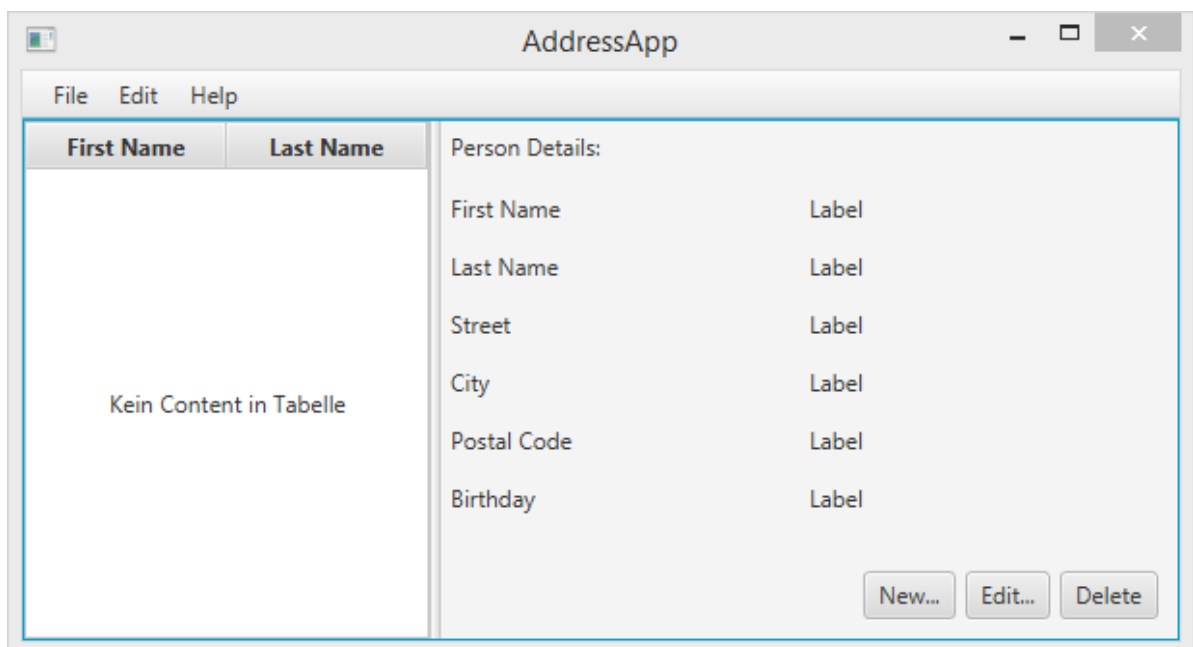 AddressApp
File Edit Help
First Name Last Name
Kein Content in Tabelle
Person Details:
First Name Label
Last Name Label
Street Label
City Label
Postal Code Label
Birthday Label
New... Edit... Delete